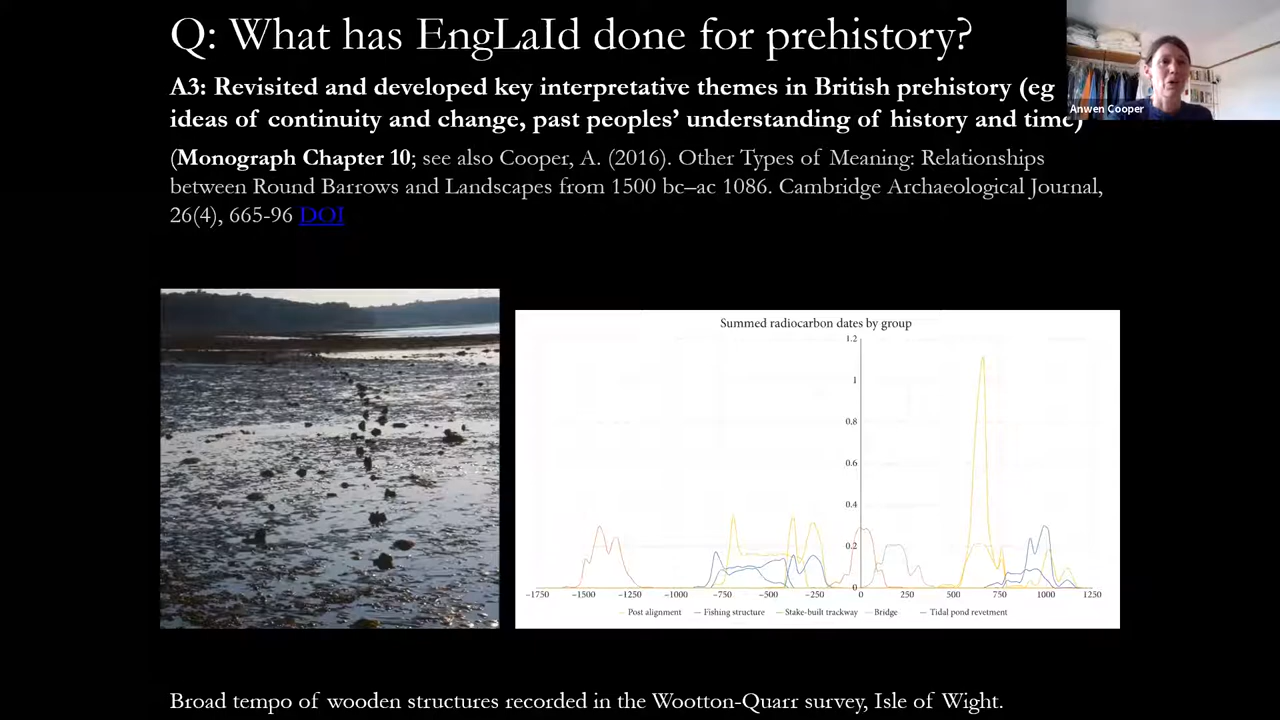 Q: What has EngLaId done for prehistory?
A3: Revisited and developed key interpretative themes in British prehistory (eg
ideas of continuity and change, past peoples’ understanding of history and time)
Anwen Cooper
(Monograph Chapter 10; see also Cooper, A. (2016). Other Types of Meaning: Relationships
between Round Barrows and Landscapes from 1500 bc–ac 1086. Cambridge Archaeological Journal,
26(4), 665-96 DOI
Summed radiocarbon dates by group
1.2
1
0.8
0.6
0.4
0.2
0
−1750 −1500 −1250 −1000 −750 −500 −250 0 250 500 750 1000 1250
Post alignment Fishing structure Stake-built trackway Bridge Tidal pond revetment
Broad tempo of wooden structures recorded in the Wootton-Quarr survey, Isle of Wight.